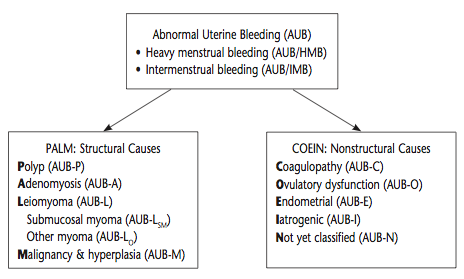 Abnormal Uterine Bleeding (AUB)
• Heavy menstrual bleeding (AUB/HMB)
• Intermenstrual bleeding (AUB/IMB)
PALM: Structural Causes
Polyp (AUB-P)
Adenomyosis (AUB-A)
Leiomyoma (AUB-L)
Submucosal myoma (AUB-L_SM)
Other myoma (AUB-L_O)
Malignancy & hyperplasia (AUB-M)
COEIN: Nonstructural Causes
Coagulopathy (AUB-C)
Ovulatory dysfunction (AUB-O)
Endometrial (AUB-E)
Iatrogenic (AUB-I)
Not yet classified (AUB-N)